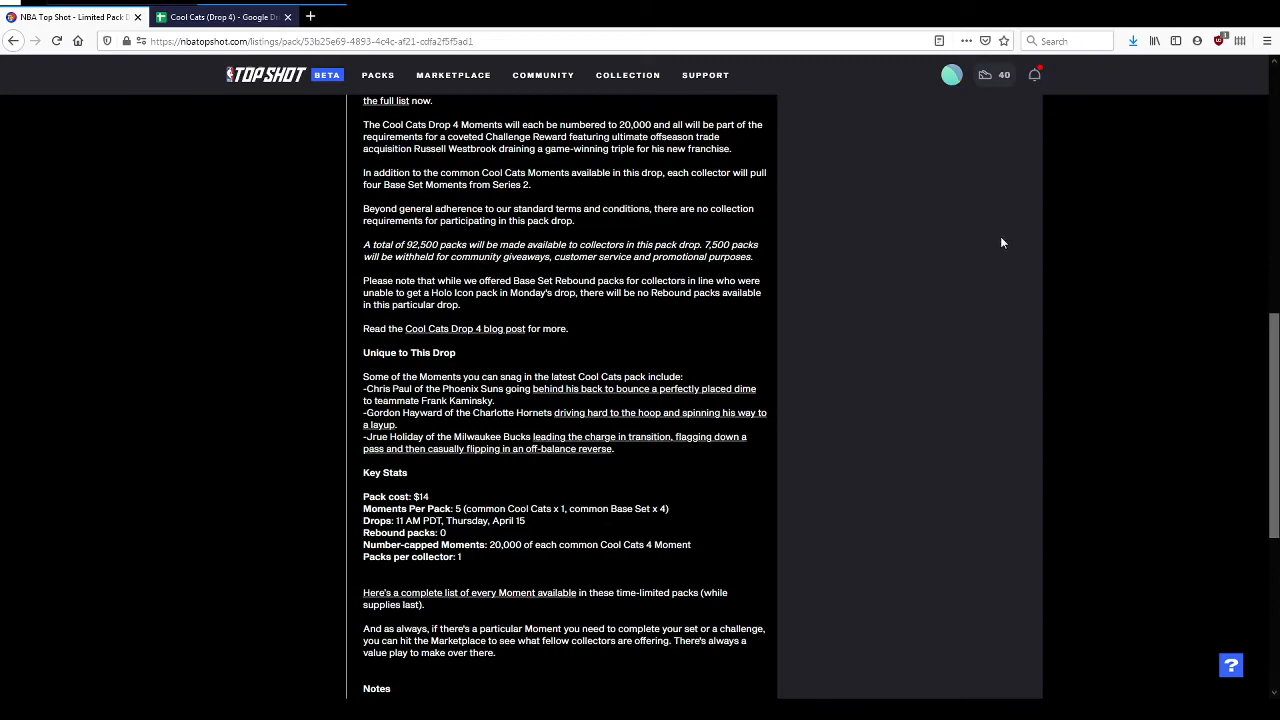 NBA Top Shot - Limited Pack D
Cool Cats (Drop 4) - Google Dr
https://nbatopshot.com/listings/pack/53b25e69-4893-4c4c-af21-cdfa2f5f5ad1
Search
TOP SHOT BETA PACKS MARKETPLACE COMMUNITY COLLECTION SUPPORT 40
the full list now.
The Cool Cats Drop 4 Moments will each be numbered to 20,000 and all will be part of the
requirements for a coveted Challenge Reward featuring ultimate offseason trade
acquisition Russell Westbrook draining a game-winning triple for his new franchise.
In addition to the common Cool Cats Moments available in this drop, each collector will pull
four Base Set Moments from Series 2.
Beyond general adherence to our standard terms and conditions, there are no collection
requirements for participating in this pack drop.
A total of 92,500 packs will be made available to collectors in this pack drop. 7,500 packs
will be withheld for community giveaways, customer service and promotional purposes.
Please note that while we offered Base Set Rebound packs for collectors in line who were
unable to get a Holo Icon pack in Monday's drop, there will be no Rebound packs available
in this particular drop.
Read the Cool Cats Drop 4 blog post for more.
Unique to This Drop
Some of the Moments you can snag in the latest Cool Cats pack include:
-Chris Paul of the Phoenix Suns going behind his back to bounce a perfectly placed dime
to teammate Frank Kaminsky.
-Gordon Hayward of the Charlotte Hornets driving hard to the hoop and spinning his way to
a layup.
-Jrue Holiday of the Milwaukee Bucks leading the charge in transition, flagging down a
pass and then casually flipping in an off-balance reverse.
Key Stats
Pack cost: $14
Moments Per Pack: 5 (common Cool Cats x 1, common Base Set x 4)
Drops: 11 AM PDT, Thursday, April 15
Rebound packs: 0
Number-capped Moments: 20,000 of each common Cool Cats 4 Moment
Packs per collector: 1
Here's a complete list of every Moment available in these time-limited packs (while
supplies last).
And as always, if there's a particular Moment you need to complete your set or a challenge,
you can hit the Marketplace to see what fellow collectors are offering. There's always a
value play to make over there.
Notes
?